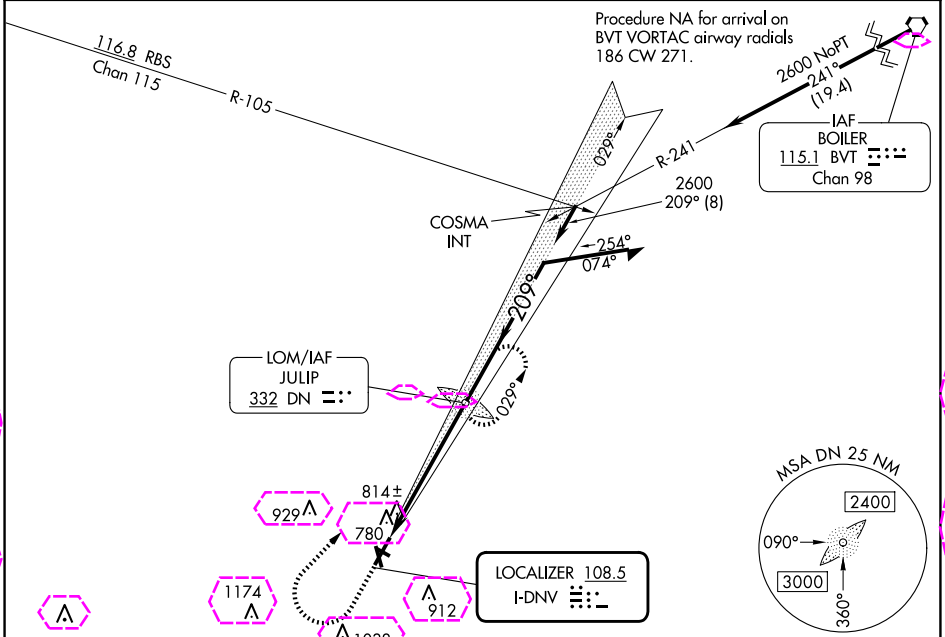 Procedure NA for arrival on
BVT VORTAC airway radials
186 CW 271.
116.8 RBS
Chan 115
R-105
2600 NoPT
241°
(19.4)
IAF
BOILER
115.1 BVT
Chan 98
R-241
029°
2600
209° (8)
COSMA
INT
254°
074°
209°
LOM/IAF
JULIP
332 DN
029°
MSA DN 25 NM
2400
090°
3000
360°
814±
929
780
LOCALIZER 108.5
I-DNV
1174
912